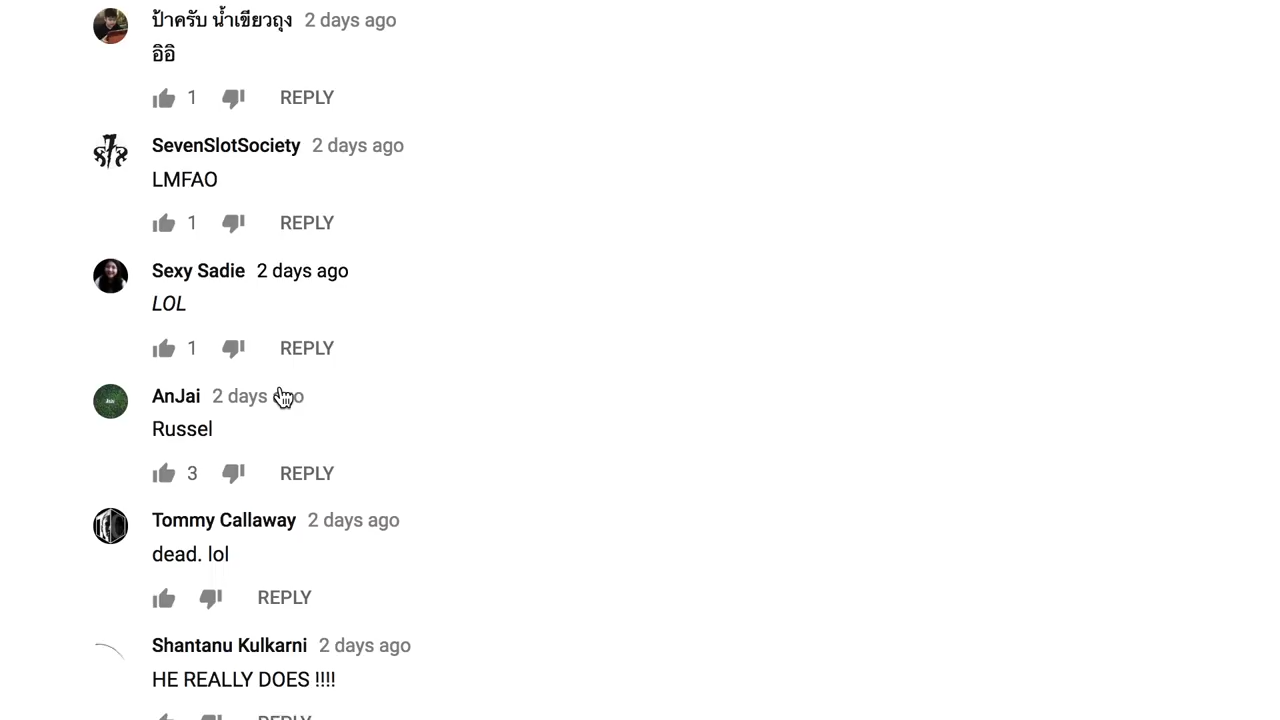 ป้าครับ น้ำเขียวถุง 2 days ago
อิอิ
1 REPLY
SevenSlotSociety 2 days ago
LMFAO
1 REPLY
Sexy Sadie 2 days ago
LOL
1 REPLY
AnJai 2 days
Russel
3 REPLY
Tommy Callaway 2 days ago
dead. lol
REPLY
Shantanu Kulkarni 2 days ago
HE REALLY DOES !!!!
REPLY